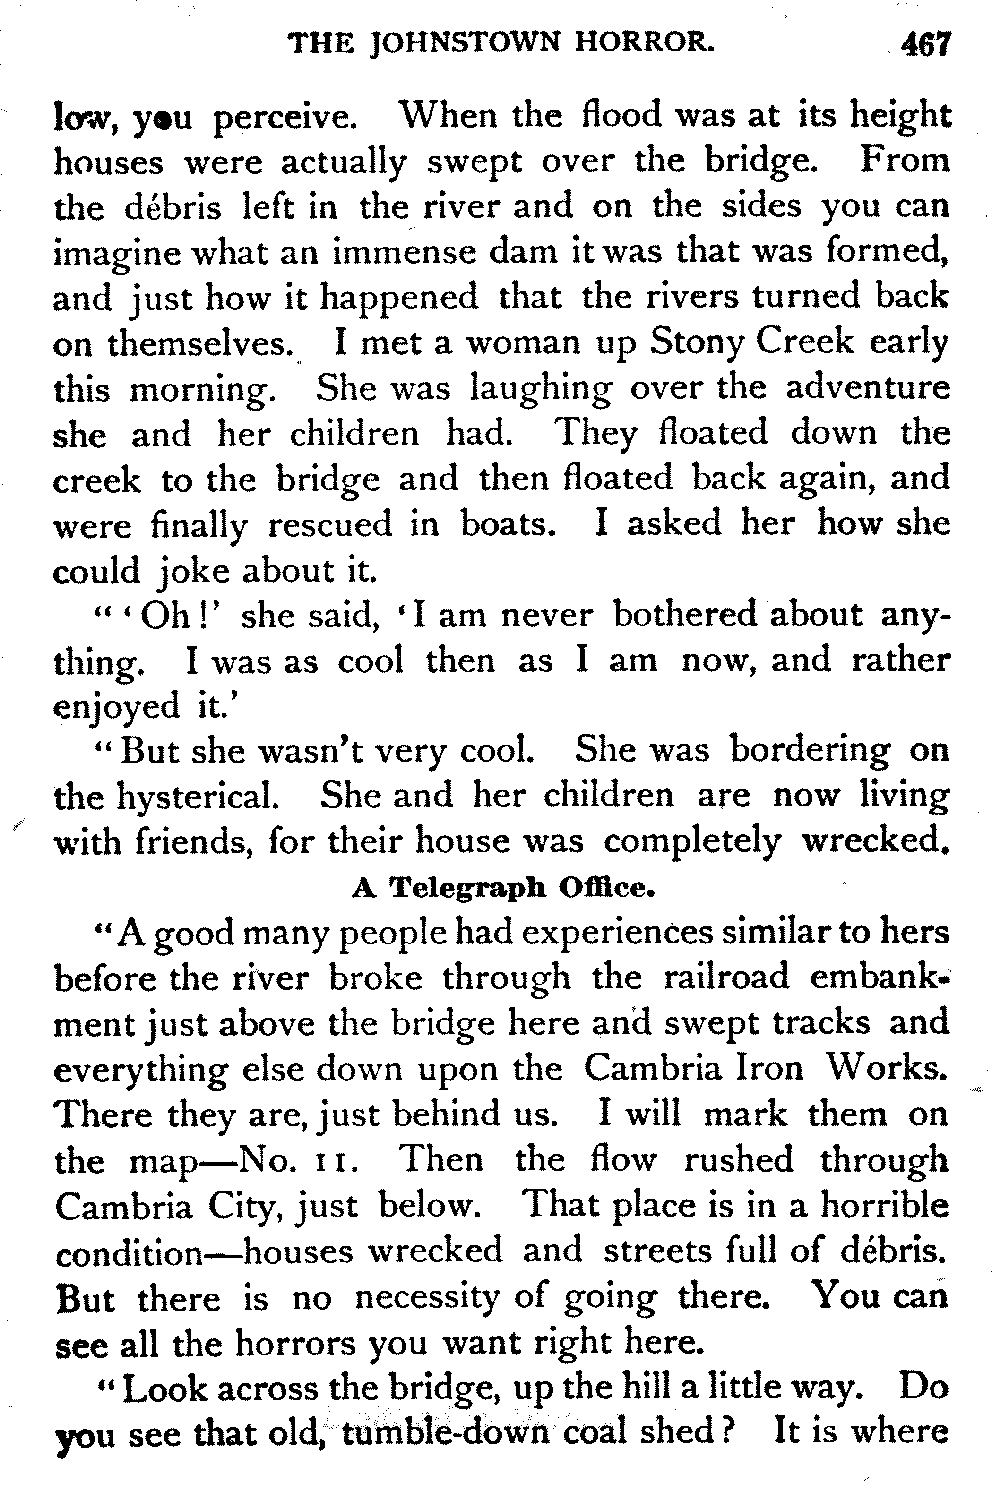 THE JOHNSTOWN HORROR. 467
low, you perceive. When the flood was at its height
houses were actually swept over the bridge. From
the débris left in the river and on the sides you can
imagine what an immense dam it was that was formed,
and just how it happened that the rivers turned back
on themselves. I met a woman up Stony Creek early
this morning. She was laughing over the adventure
she and her children had. They floated down the
creek to the bridge and then floated back again, and
were finally rescued in boats. I asked her how she
could joke about it.
" ' Oh !' she said, ' I am never bothered about any-
thing. I was as cool then as I am now, and rather
enjoyed it.'
" But she wasn't very cool. She was bordering on
the hysterical. She and her children are now living
with friends, for their house was completely wrecked.
A Telegraph Office.
" A good many people had experiences similar to hers
before the river broke through the railroad embank-
ment just above the bridge here and swept tracks and
everything else down upon the Cambria Iron Works.
There they are, just behind us. I will mark them on
the map—No. 11. Then the flow rushed through
Cambria City, just below. That place is in a horrible
condition—houses wrecked and streets full of débris.
But there is no necessity of going there. You can
see all the horrors you want right here.
" Look across the bridge, up the hill a little way. Do
you see that old, tumble-down coal shed ? It is where